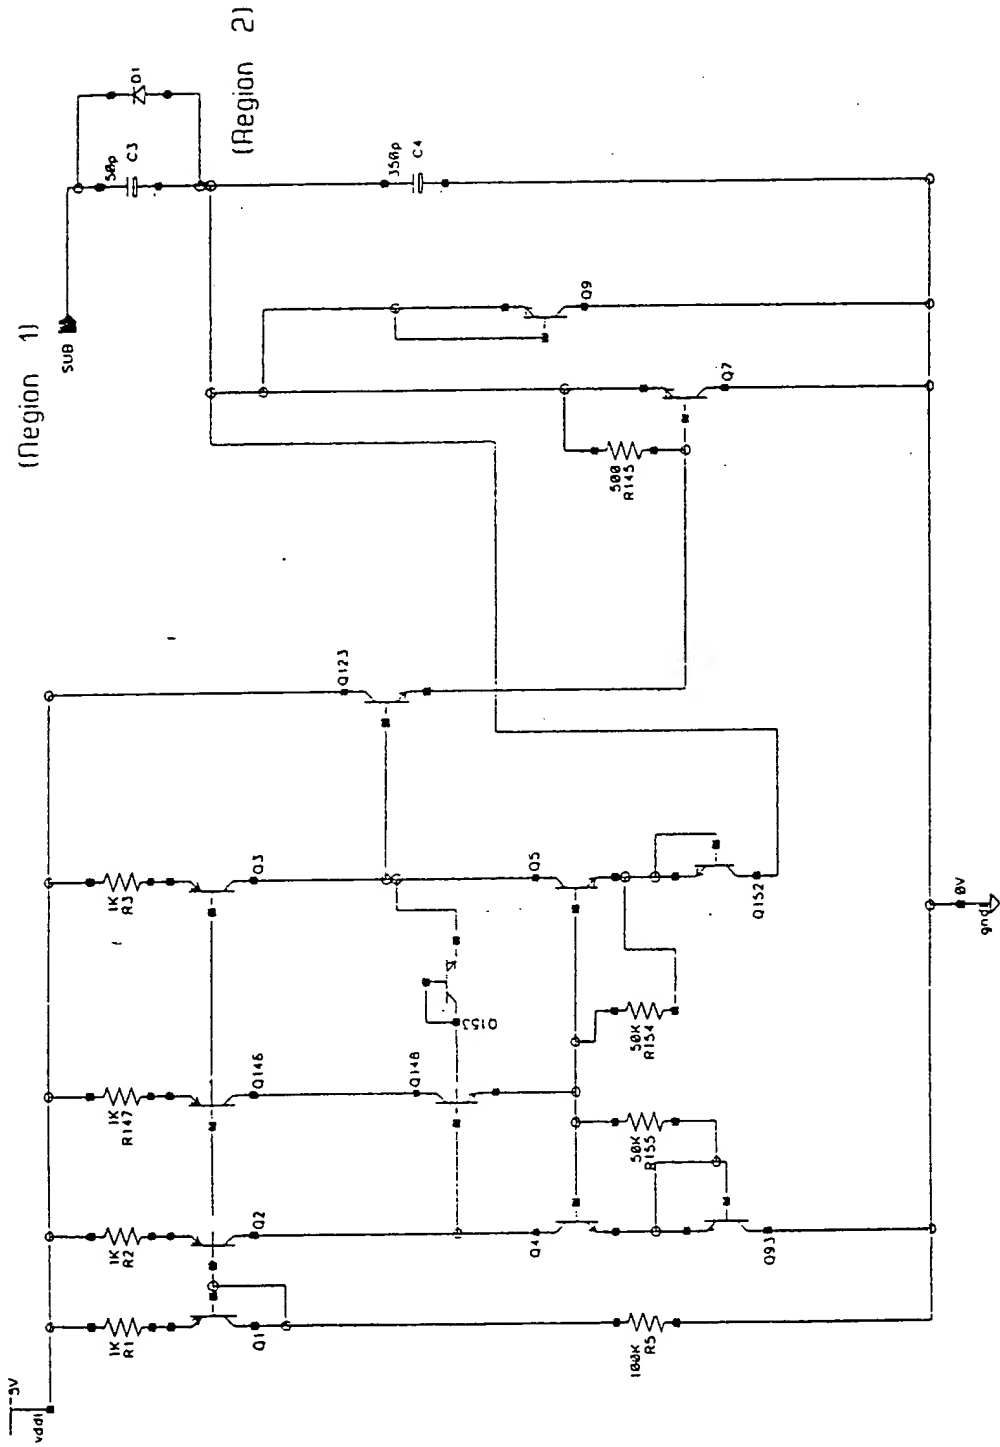 (Region 1)
(Region 2)
SUB
50p
C3
D1
350p
C4
Q9
Q7
500
R145
Q123
-5V
vdd1
1K
R3
Q3
1K
R147
Q146
1K
R2
Q2
1K
R1
Q1
Q153
Q148
Q5
Q152
50K
R154
50K
R155
Q4
Q93
100K
R5
0V
gnd1